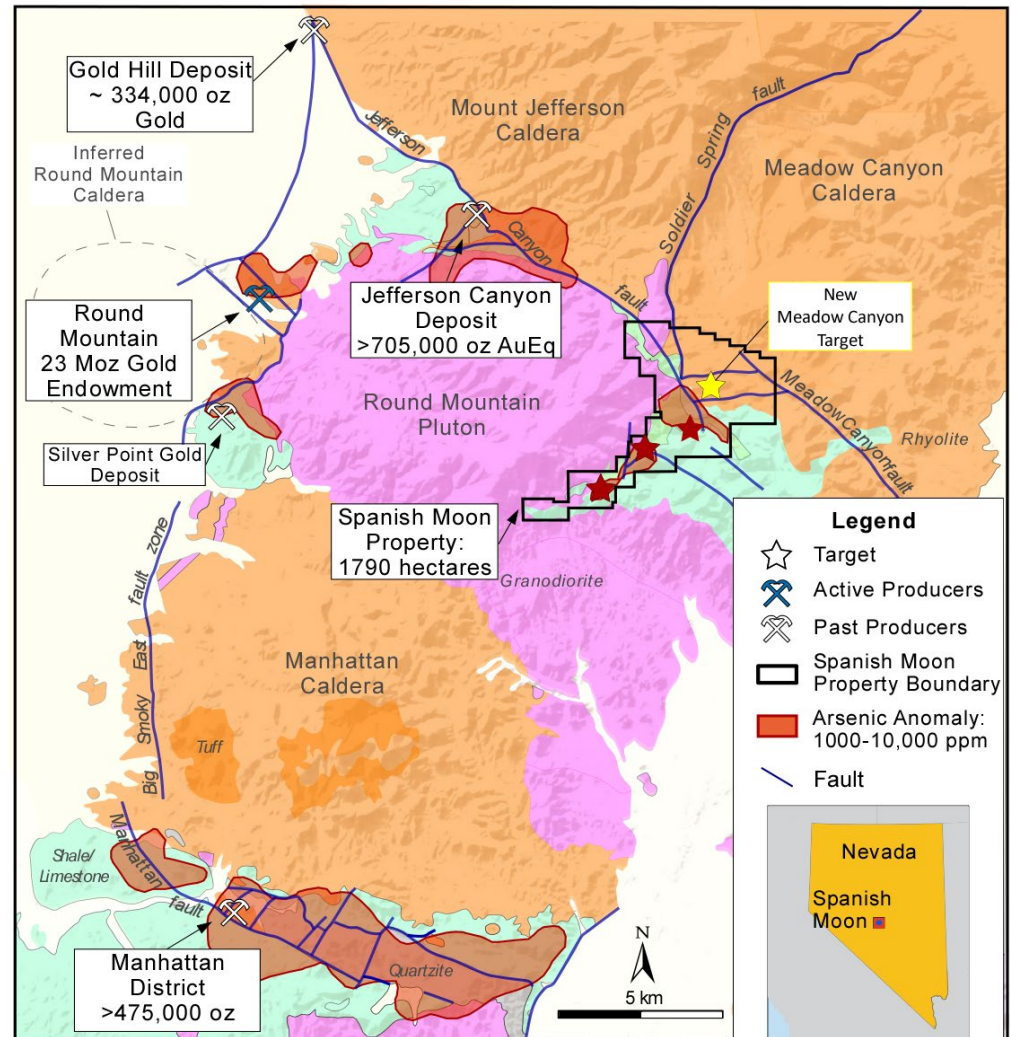 Gold Hill Deposit
~ 334,000 oz
Gold
Mount Jefferson
Caldera
Jefferson
Canyon
fault
Soldier
Spring
fault
Meadow Canyon
Caldera
Inferred
Round Mountain
Caldera
Round
Mountain
23 Moz Gold
Endowment
Jefferson Canyon
Deposit
>705,000 oz AuEq
New
Meadow Canyon
Target
Round Mountain
Pluton
Meadow Canyon fault
Rhyolite
Silver Point Gold
Deposit
Spanish Moon
Property:
1790 hectares
Granodiorite
Big Smoky East fault zone
Manhattan
Caldera
Tuff
Shale/
Limestone
Manhattan
fault
Quartzite
Manhattan
District
>475,000 oz
N
5 km
Legend
Target
Active Producers
Past Producers
Spanish Moon
Property Boundary
Arsenic Anomaly:
1000-10,000 ppm
Fault
Nevada
Spanish
Moon